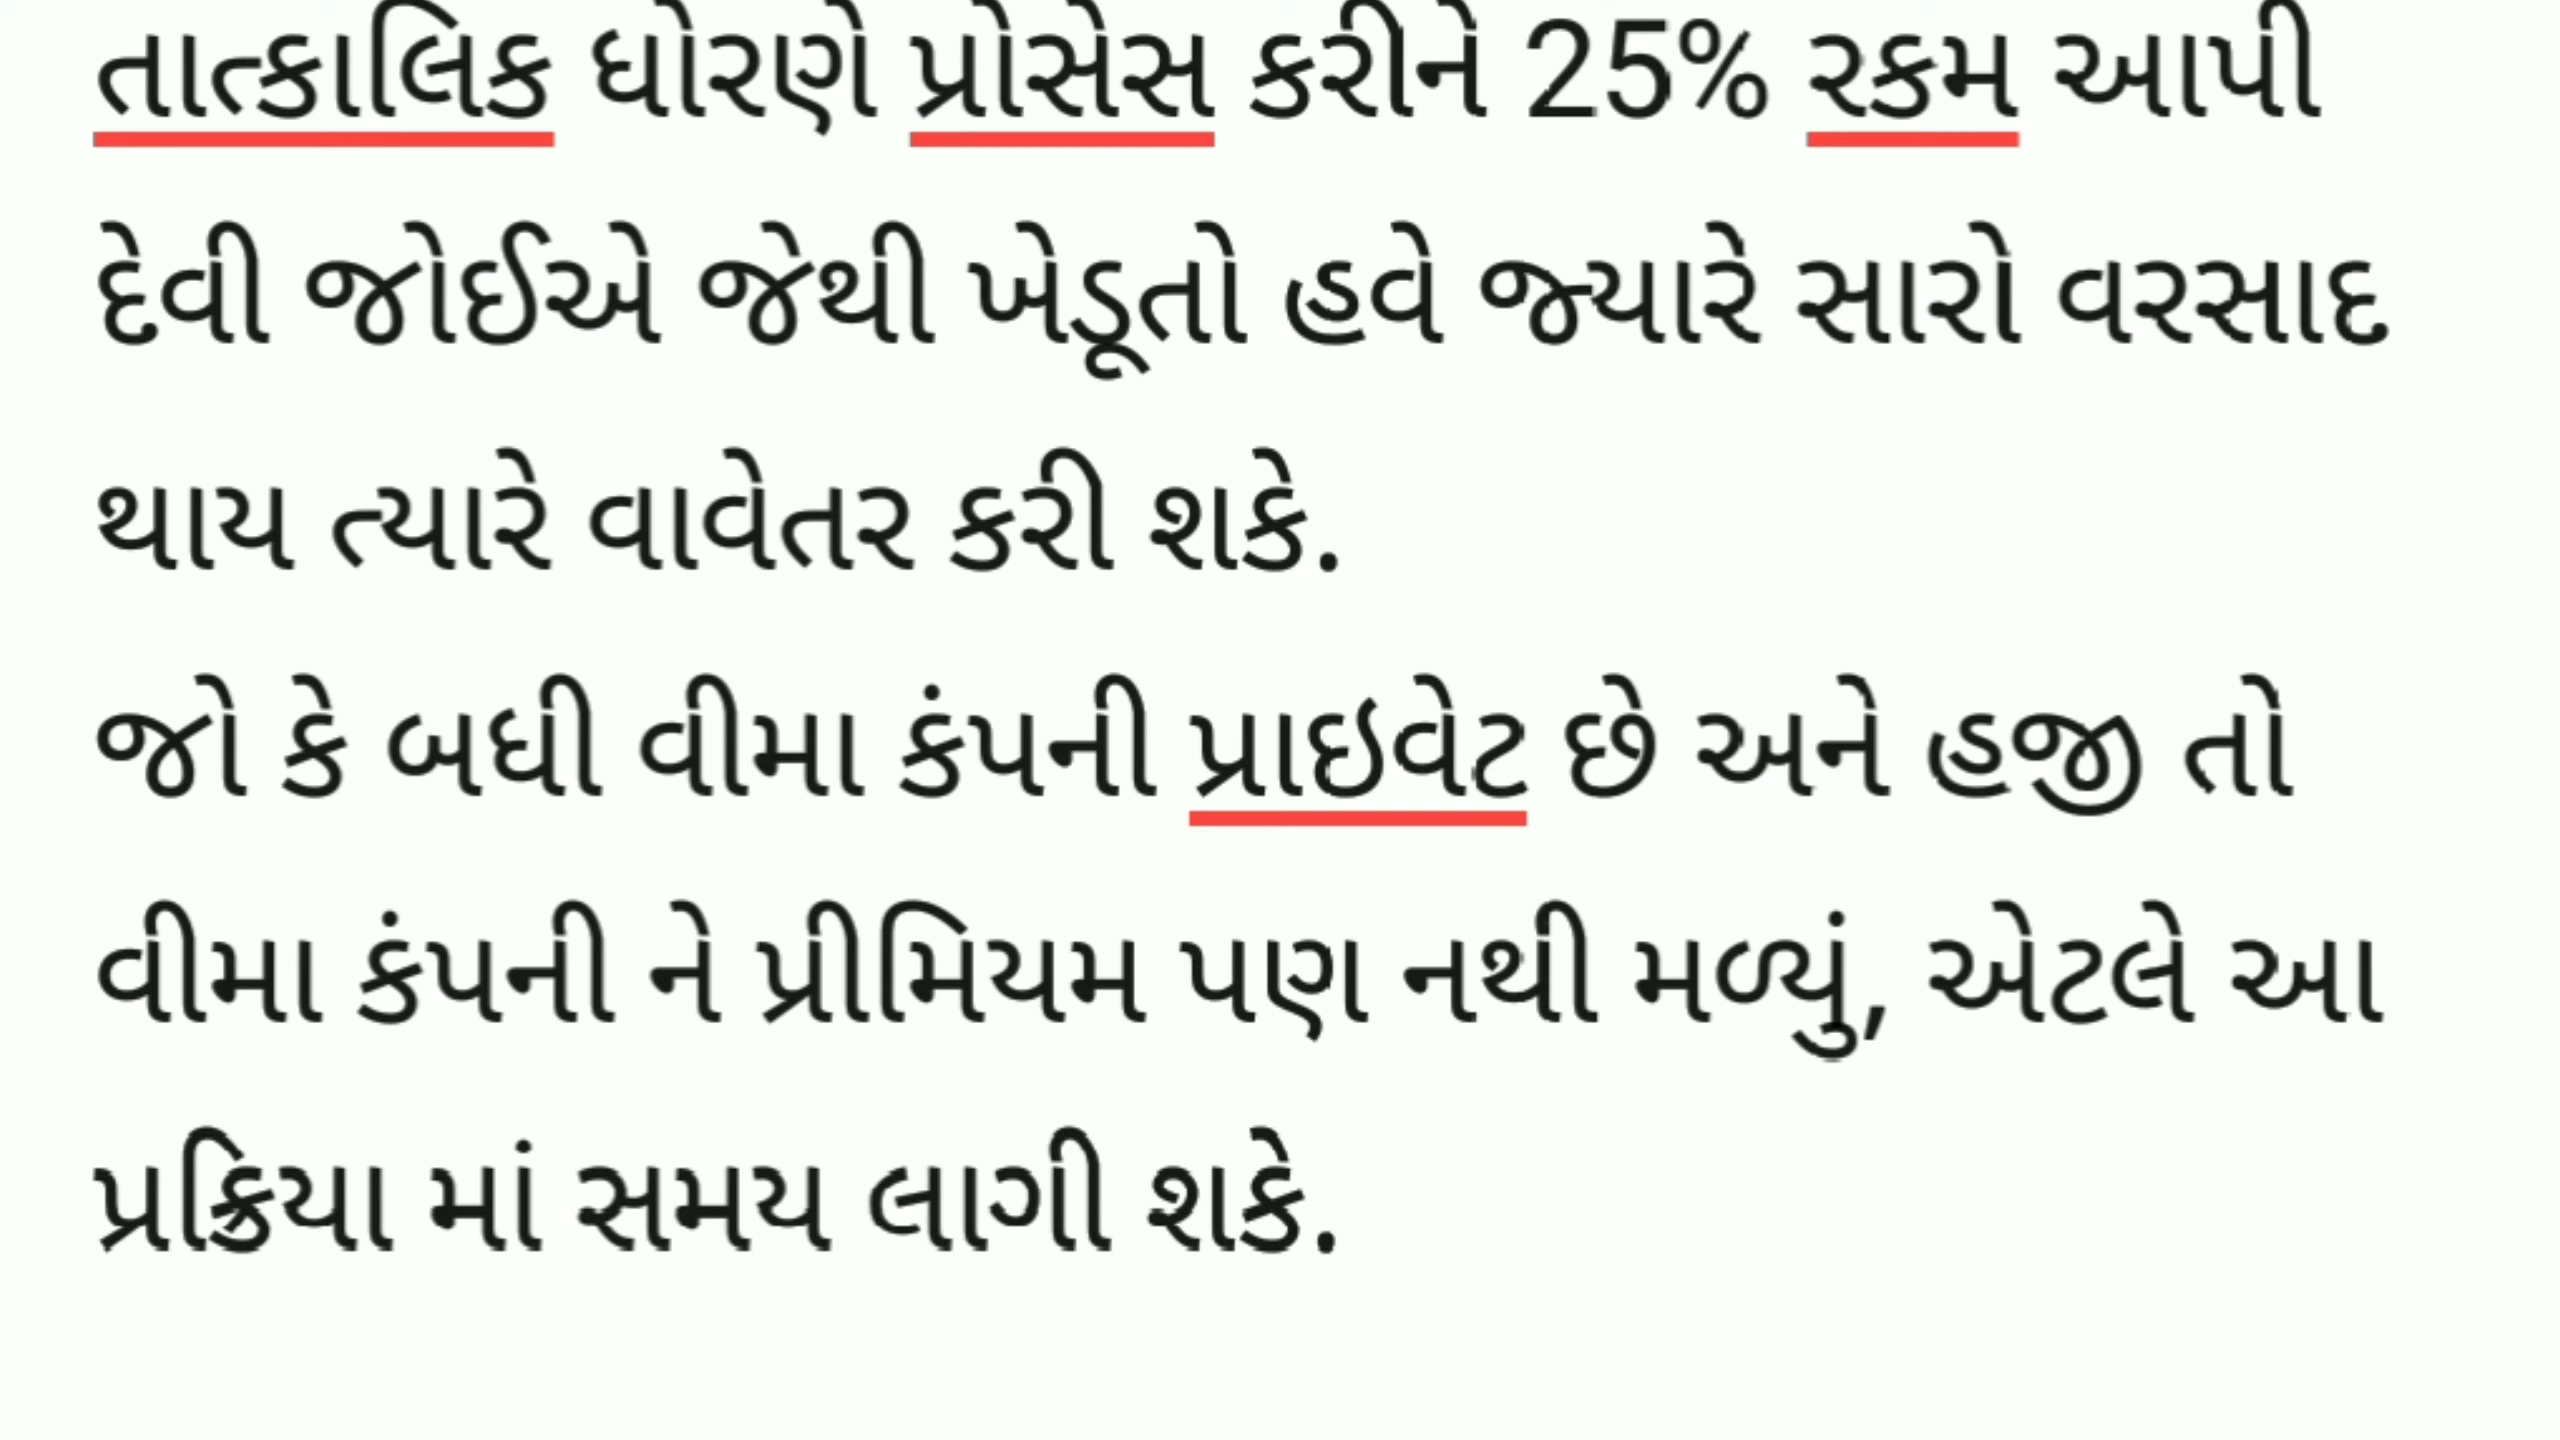 તાત્કાલિક ધોરણે પ્રોસેસ કરીને 25% રકમ આપી
દેવી જોઈએ જેથી ખેડૂતો હવે જ્યારે સારો વરસાદ
થાય ત્યારે વાવેતર કરી શકે.
જો કે બધી વીમા કંપની પ્રાઇવેટ છે અને હજી તો
વીમા કંપની ને પ્રીમિયમ પણ નથી મળ્યું, એટલે આ
પ્રક્રિયા માં સમય લાગી શકે.